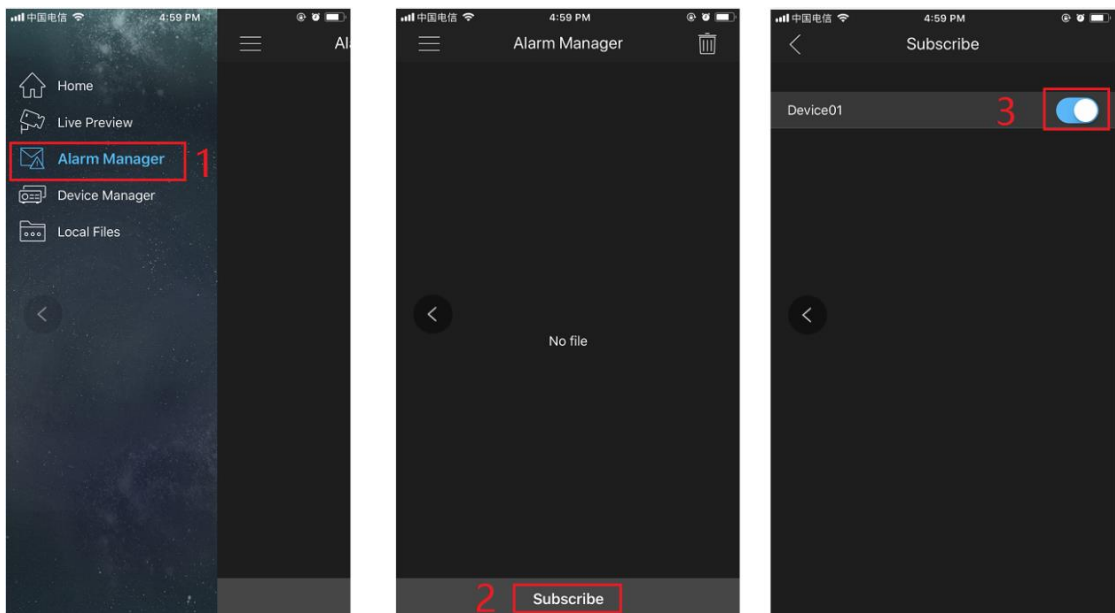 中国电信 4:59 PM
Al
Home
Live Preview
Alarm Manager 1
Device Manager
Local Files
中国电信 4:59 PM
Alarm Manager
No file
2 Subscribe
中国电信 4:59 PM
Subscribe
Device01 3